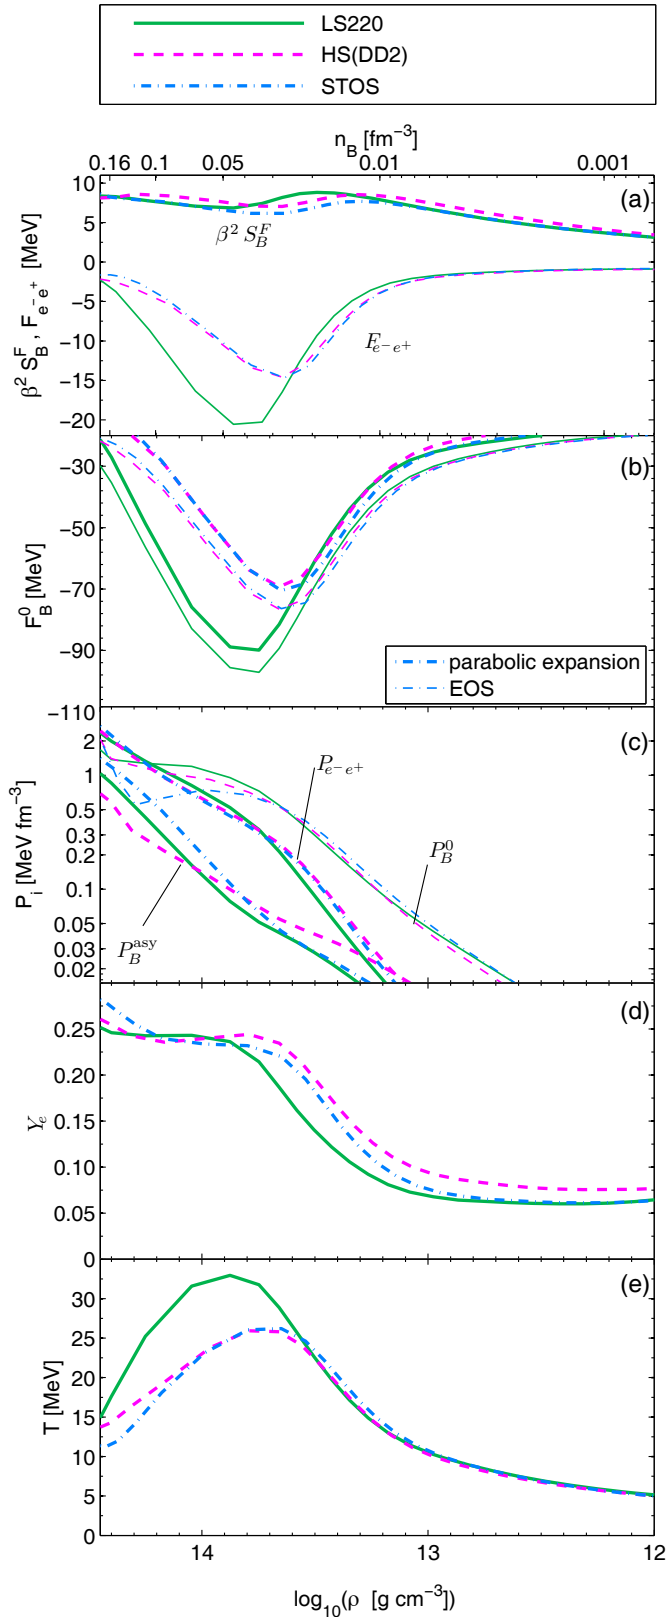 LS220
HS(DD2)
STOS
n_B [fm⁻³]
0.16 0.1 0.05 0.01 0.001
(a)
10
5
0
−5
−10
−15
−20
β² S_B^F , F_{e⁻e⁺} [MeV]
β² S_B^F
F_{e−e+}
(b)
−30
−50
−70
−90
−110
F_B^0 [MeV]
parabolic expansion
EOS
(c)
2
1
0.5
0.3
0.2
0.1
0.05
0.03
0.02
P_i [MeV fm⁻³]
P_{e−e+}
P_B^0
P_B^{asy}
(d)
0.25
0.20
0.15
0.10
0.05
0
Y_e
(e)
35
30
25
20
15
10
5
0
T [MeV]
14 13 12
log₁₀(ρ [g cm⁻³])